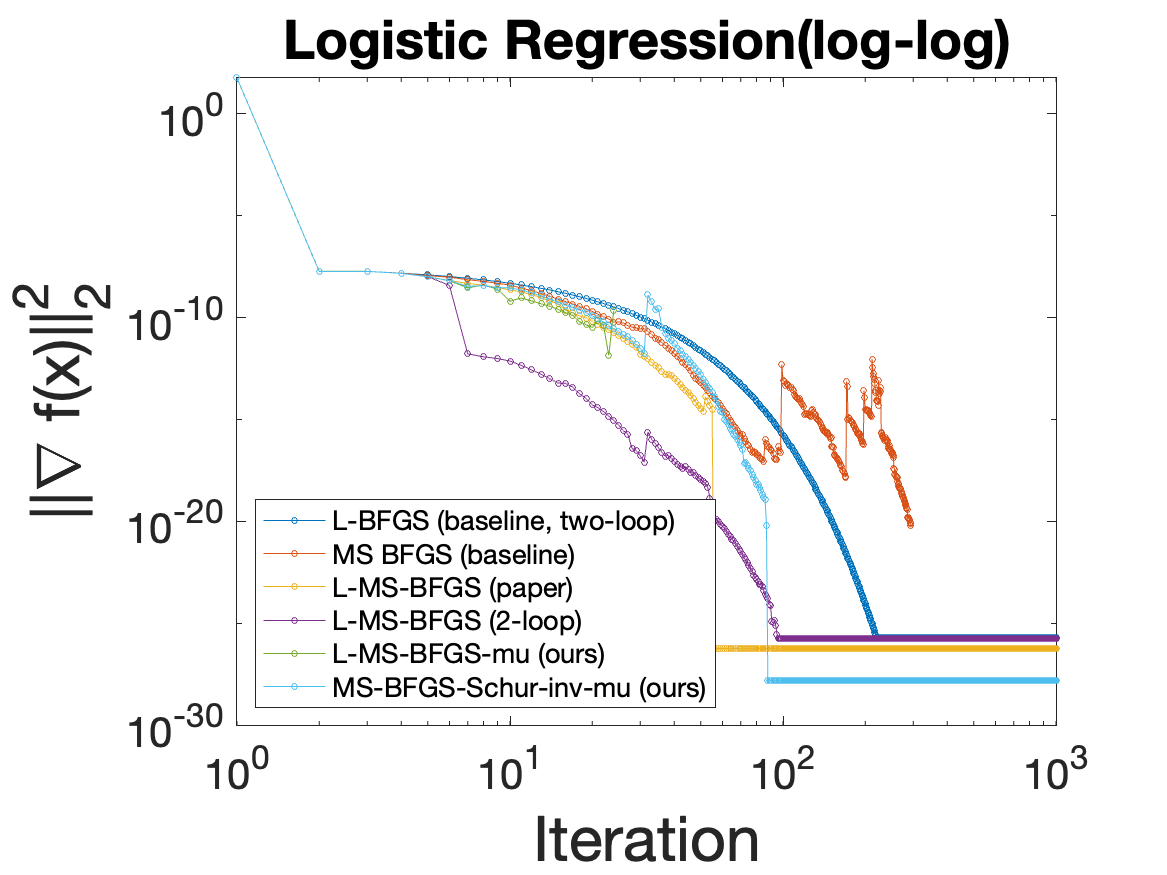 Logistic Regression(log-log)
||∇ f(x)||₂²
10⁰
10⁻¹⁰
10⁻²⁰
10⁻³⁰
L-BFGS (baseline, two-loop)
MS BFGS (baseline)
L-MS-BFGS (paper)
L-MS-BFGS (2-loop)
L-MS-BFGS-mu (ours)
MS-BFGS-Schur-inv-mu (ours)
10⁰ 10¹ 10² 10³
Iteration